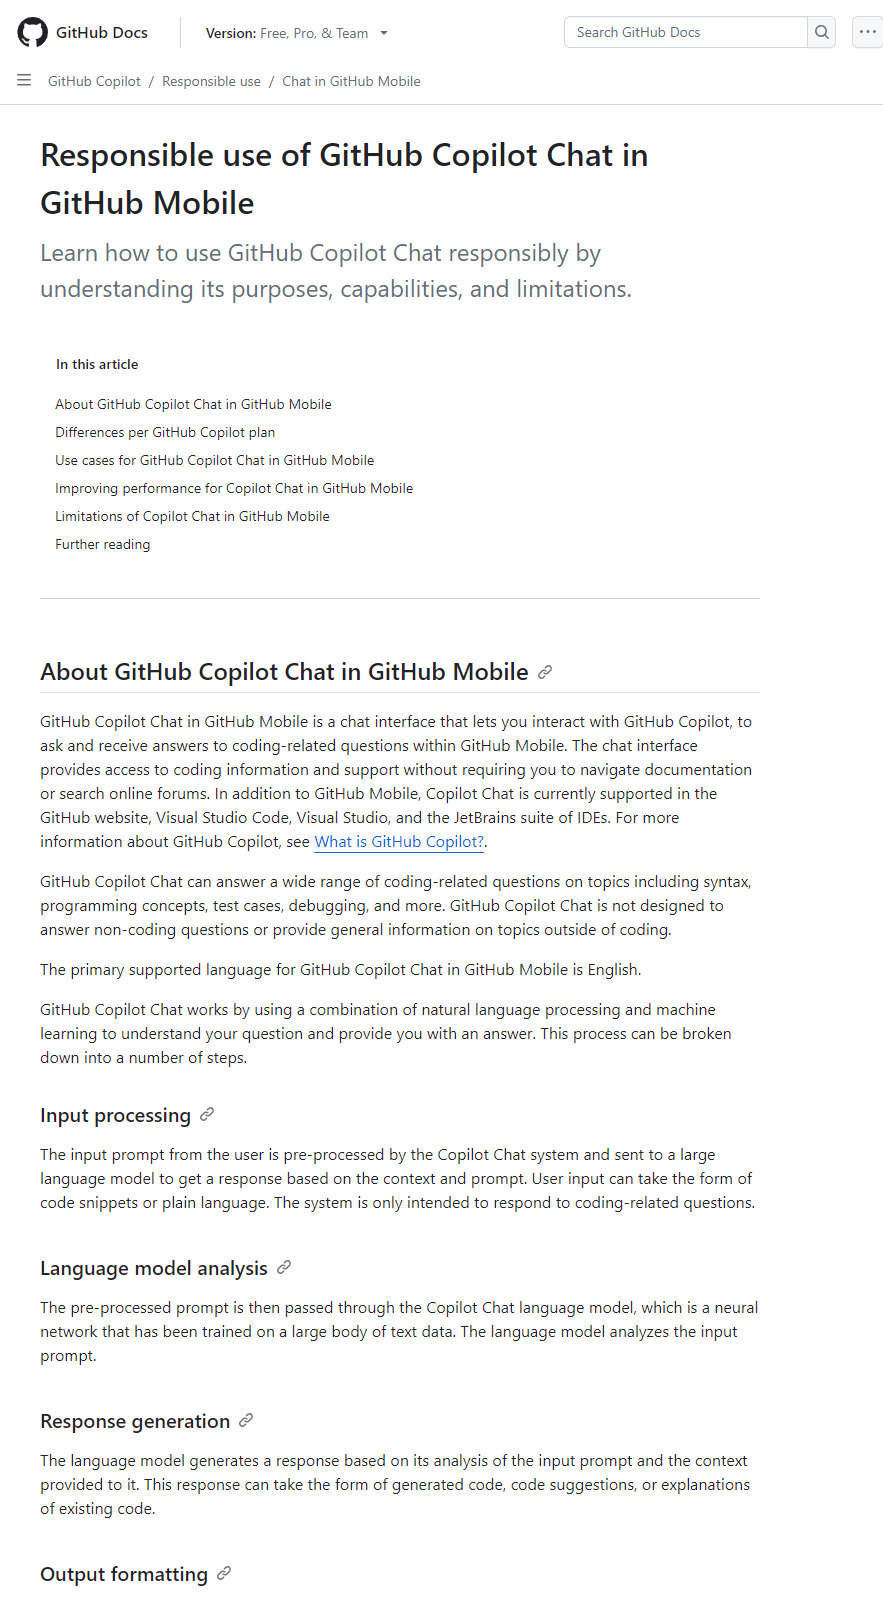 GitHub Docs
Version: Free, Pro, & Team
Search GitHub Docs
GitHub Copilot / Responsible use / Chat in GitHub Mobile
Responsible use of GitHub Copilot Chat in
GitHub Mobile
Learn how to use GitHub Copilot Chat responsibly by
understanding its purposes, capabilities, and limitations.
In this article
About GitHub Copilot Chat in GitHub Mobile
Differences per GitHub Copilot plan
Use cases for GitHub Copilot Chat in GitHub Mobile
Improving performance for Copilot Chat in GitHub Mobile
Limitations of Copilot Chat in GitHub Mobile
Further reading
About GitHub Copilot Chat in GitHub Mobile
GitHub Copilot Chat in GitHub Mobile is a chat interface that lets you interact with GitHub Copilot, to
ask and receive answers to coding-related questions within GitHub Mobile. The chat interface
provides access to coding information and support without requiring you to navigate documentation
or search online forums. In addition to GitHub Mobile, Copilot Chat is currently supported in the
GitHub website, Visual Studio Code, Visual Studio, and the JetBrains suite of IDEs. For more
information about GitHub Copilot, see What is GitHub Copilot?.
GitHub Copilot Chat can answer a wide range of coding-related questions on topics including syntax,
programming concepts, test cases, debugging, and more. GitHub Copilot Chat is not designed to
answer non-coding questions or provide general information on topics outside of coding.
The primary supported language for GitHub Copilot Chat in GitHub Mobile is English.
GitHub Copilot Chat works by using a combination of natural language processing and machine
learning to understand your question and provide you with an answer. This process can be broken
down into a number of steps.
Input processing
The input prompt from the user is pre-processed by the Copilot Chat system and sent to a large
language model to get a response based on the context and prompt. User input can take the form of
code snippets or plain language. The system is only intended to respond to coding-related questions.
Language model analysis
The pre-processed prompt is then passed through the Copilot Chat language model, which is a neural
network that has been trained on a large body of text data. The language model analyzes the input
prompt.
Response generation
The language model generates a response based on its analysis of the input prompt and the context
provided to it. This response can take the form of generated code, code suggestions, or explanations
of existing code.
Output formatting